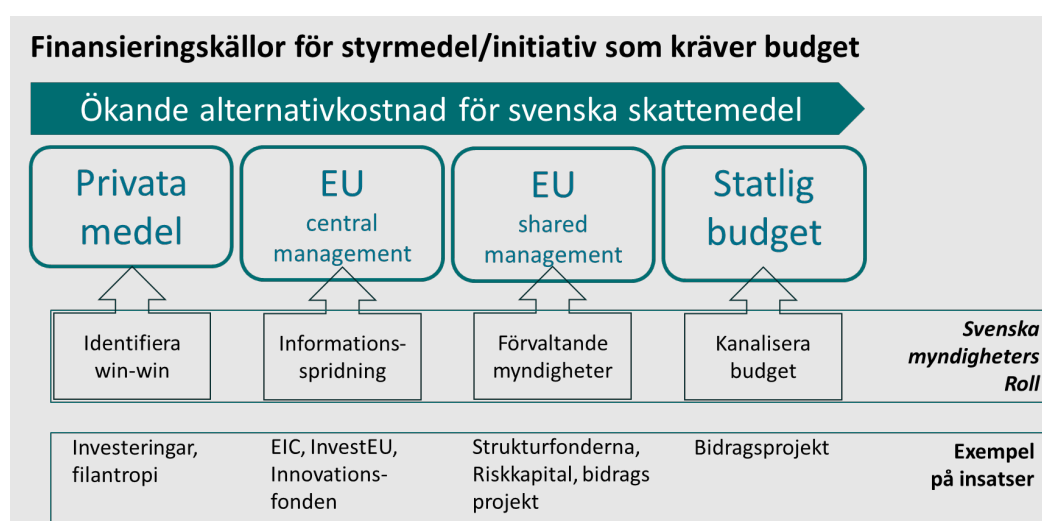 Finansieringskällor för styrmedel/initiativ som kräver budget
Ökande alternativkostnad för svenska skattemedel
Privata
medel
EU
central
management
EU
shared
management
Statlig
budget
Identifiera
win-win
Informations-
spridning
Förvaltande
myndigheter
Kanalisera
budget
Svenska
myndigheters
Roll
Investeringar,
filantropi
EIC, InvestEU,
Innovations-
fonden
Strukturfonderna,
Riskkapital, bidrags
projekt
Bidragsprojekt
Exempel
på insatser